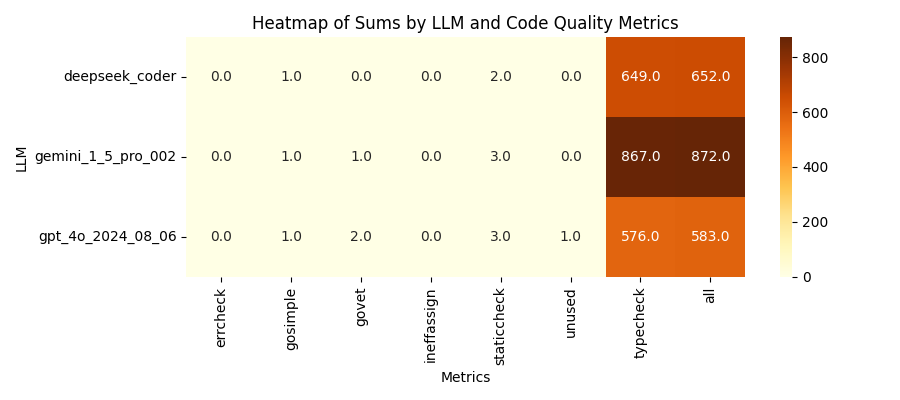 Heatmap of Sums by LLM and Code Quality Metrics
LLM
deepseek_coder 0.0 1.0 0.0 0.0 2.0 0.0 649.0 652.0
gemini_1_5_pro_002 0.0 1.0 1.0 0.0 3.0 0.0 867.0 872.0
gpt_4o_2024_08_06 0.0 1.0 2.0 0.0 3.0 1.0 576.0 583.0
errcheck gosimple govet ineffassign staticcheck unused typecheck all
Metrics
800
600
400
200
0